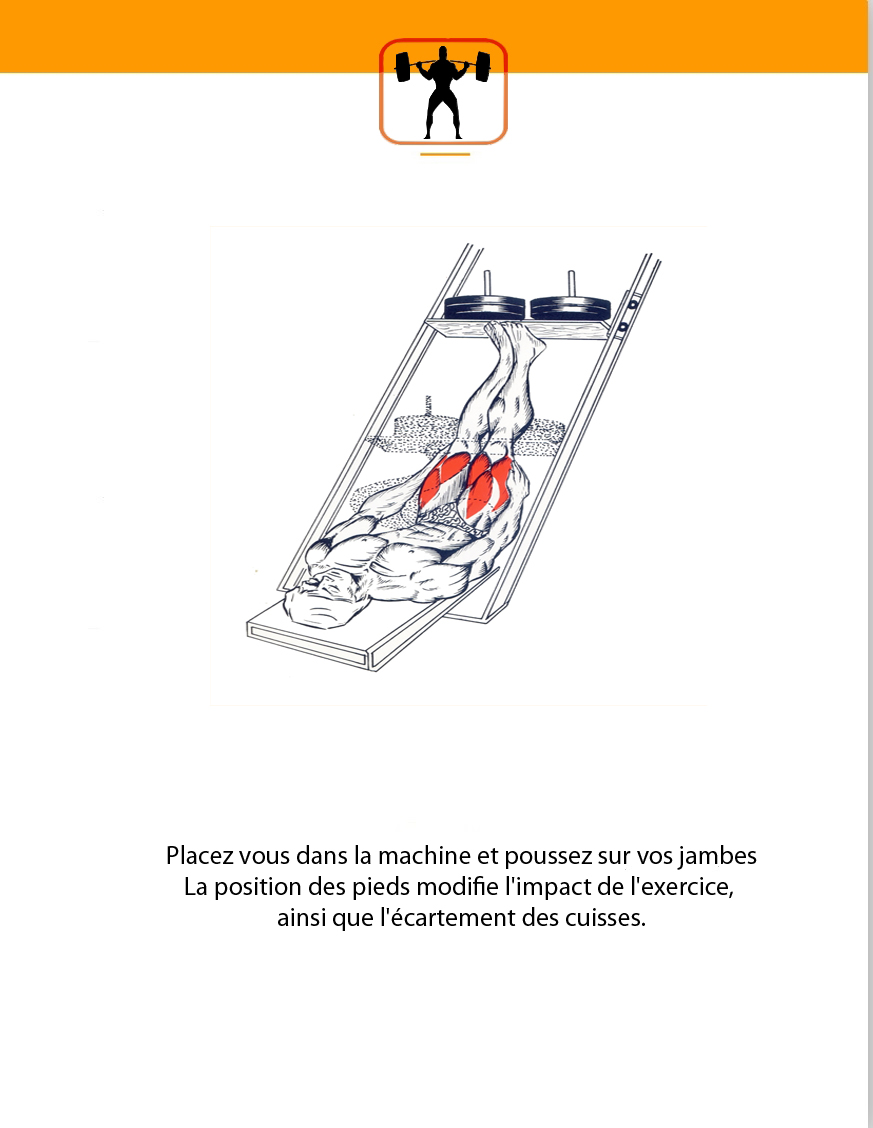 Placez vous dans la machine et poussez sur vos jambes
La position des pieds modifie l'impact de l'exercice,
ainsi que l'écartement des cuisses.